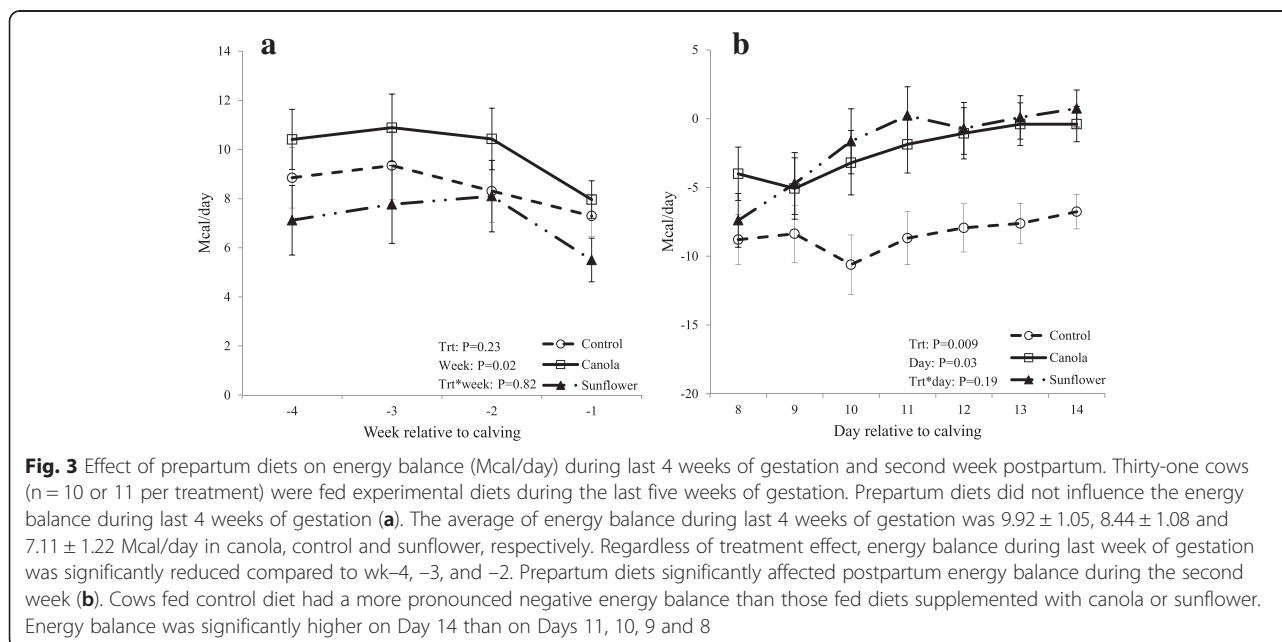 a
14
12
10
8
6
4
2
0
Mcal/day
-4 -3 -2 -1
Week relative to calving
Trt: P=0.23
Week: P=0.02
Trt*week: P=0.82
Control
Canola
Sunflower
b
5
0
-5
-10
-15
-20
Mcal/day
8 9 10 11 12 13 14
Day relative to calving
Trt: P=0.009
Day: P=0.03
Trt*day: P=0.19
Control
Canola
Sunflower
Fig. 3 Effect of prepartum diets on energy balance (Mcal/day) during last 4 weeks of gestation and second week postpartum. Thirty-one cows
(n = 10 or 11 per treatment) were fed experimental diets during the last five weeks of gestation. Prepartum diets did not influence the energy
balance during last 4 weeks of gestation (a). The average of energy balance during last 4 weeks of gestation was 9.92 ± 1.05, 8.44 ± 1.08 and
7.11 ± 1.22 Mcal/day in canola, control and sunflower, respectively. Regardless of treatment effect, energy balance during last week of gestation
was significantly reduced compared to wk–4, –3, and –2. Prepartum diets significantly affected postpartum energy balance during the second
week (b). Cows fed control diet had a more pronounced negative energy balance than those fed diets supplemented with canola or sunflower.
Energy balance was significantly higher on Day 14 than on Days 11, 10, 9 and 8